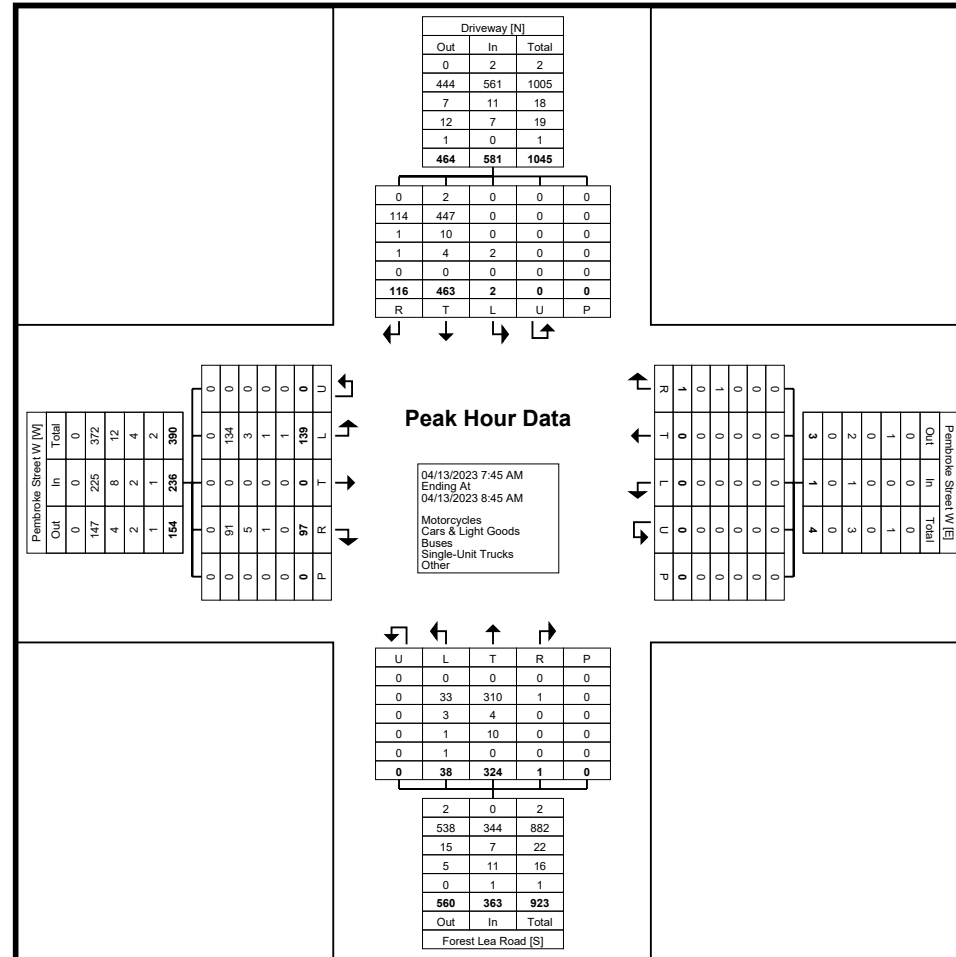 Driveway [N]
Out In Total
0 2 2
444 561 1005
7 11 18
12 7 19
1 0 1
464 581 1045
0 2 0 0 0
114 447 0 0 0
1 10 0 0 0
1 4 2 0 0
0 0 0 0 0
116 463 2 0 0
R T L U P
Pembroke Street W [W]
Total In Out
0 0 0
372 225 147
12 8 4
4 2 2
2 1 1
390 236 154
0 0 0 0 0 0 U
0 134 3 1 1 139 L
0 0 0 0 0 0 T
0 91 5 1 0 97 R
0 0 0 0 0 0 P
Peak Hour Data
04/13/2023 7:45 AM
Ending At
04/13/2023 8:45 AM
Motorcycles
Cars & Light Goods
Buses
Single-Unit Trucks
Other
R 1 0 1 0 0 0
T 0 0 0 0 0 0
L 0 0 0 0 0 0
U 0 0 0 0 0 0
P 0 0 0 0 0 0
Pembroke Street W [E]
Out In Total
0 0 0
1 0 1
0 0 0
2 1 3
0 0 0
3 1 4
U L T R P
0 0 0 0 0
0 33 310 1 0
0 3 4 0 0
0 1 10 0 0
0 1 0 0 0
0 38 324 1 0
2 0 2
538 344 882
15 7 22
5 11 16
0 1 1
560 363 923
Out In Total
Forest Lea Road [S]